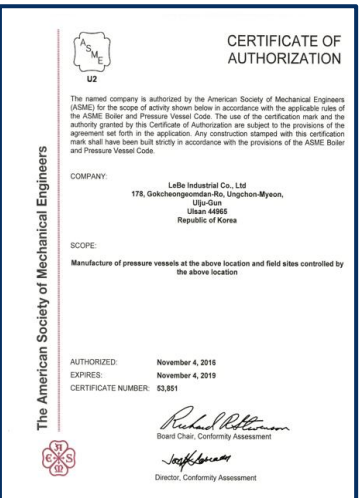 CERTIFICATE OF
AUTHORIZATION
ASME
U2
The named company is authorized by the American Society of Mechanical Engineers
(ASME) for the scope of activity shown below in accordance with the applicable rules of
the ASME Boiler and Pressure Vessel Code. The use of the certification mark and the
authority granted by this Certificate of Authorization are subject to the provisions of the
agreement set forth in the application. Any construction stamped with this certification
mark shall have been built strictly in accordance with the provisions of the ASME Boiler
and Pressure Vessel Code.
COMPANY:
LeBe Industrial Co., Ltd
178, Gokcheongeomdan-Ro, Ungchon-Myeon,
Ulju-Gun
Ulsan 44965
Republic of Korea
SCOPE:
Manufacture of pressure vessels at the above location and field sites controlled by
the above location
AUTHORIZED: November 4, 2016
EXPIRES: November 4, 2019
CERTIFICATE NUMBER: 53,851
Board Chair, Conformity Assessment
Director, Conformity Assessment
The American Society of Mechanical Engineers